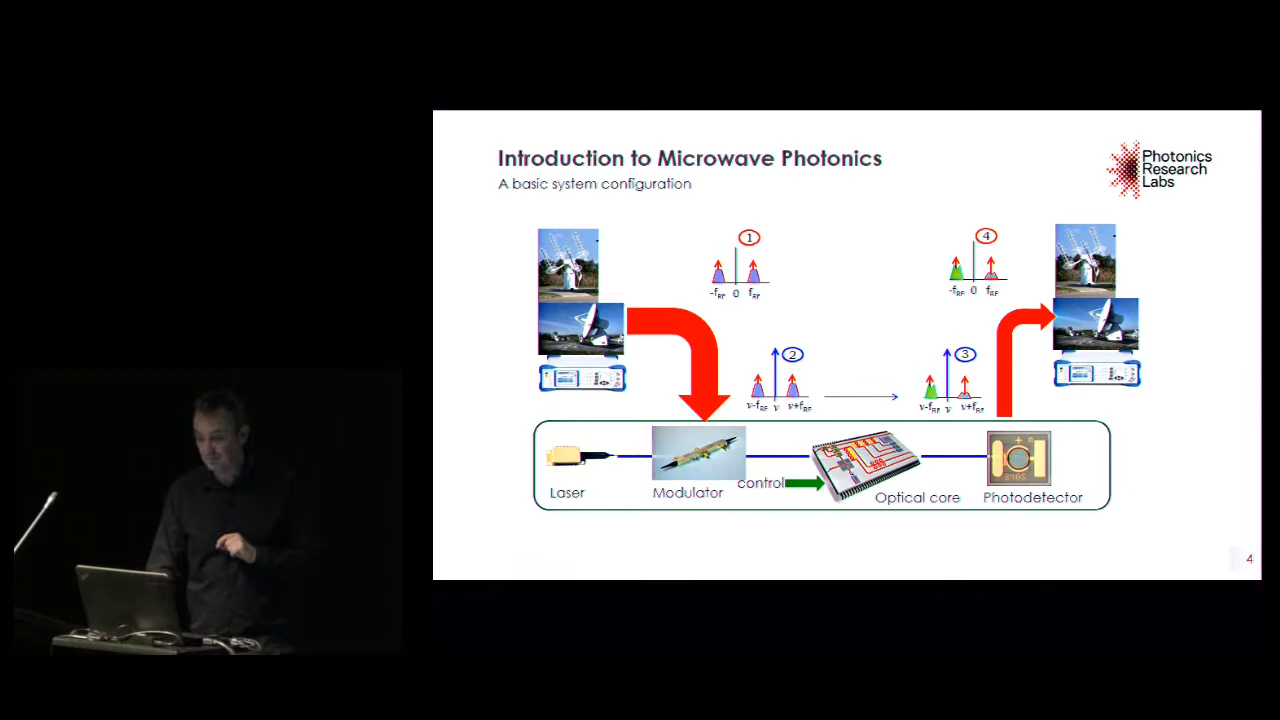 Introduction to Microwave Photonics
A basic system configuration
Photonics
Research
Labs
1
-fRF 0 fRF
4
-fRF 0 fRF
2
ν-fRF ν ν+fRF
3
ν-fRF ν ν+fRF
Laser
Modulator
control
Optical core
Photodetector
4